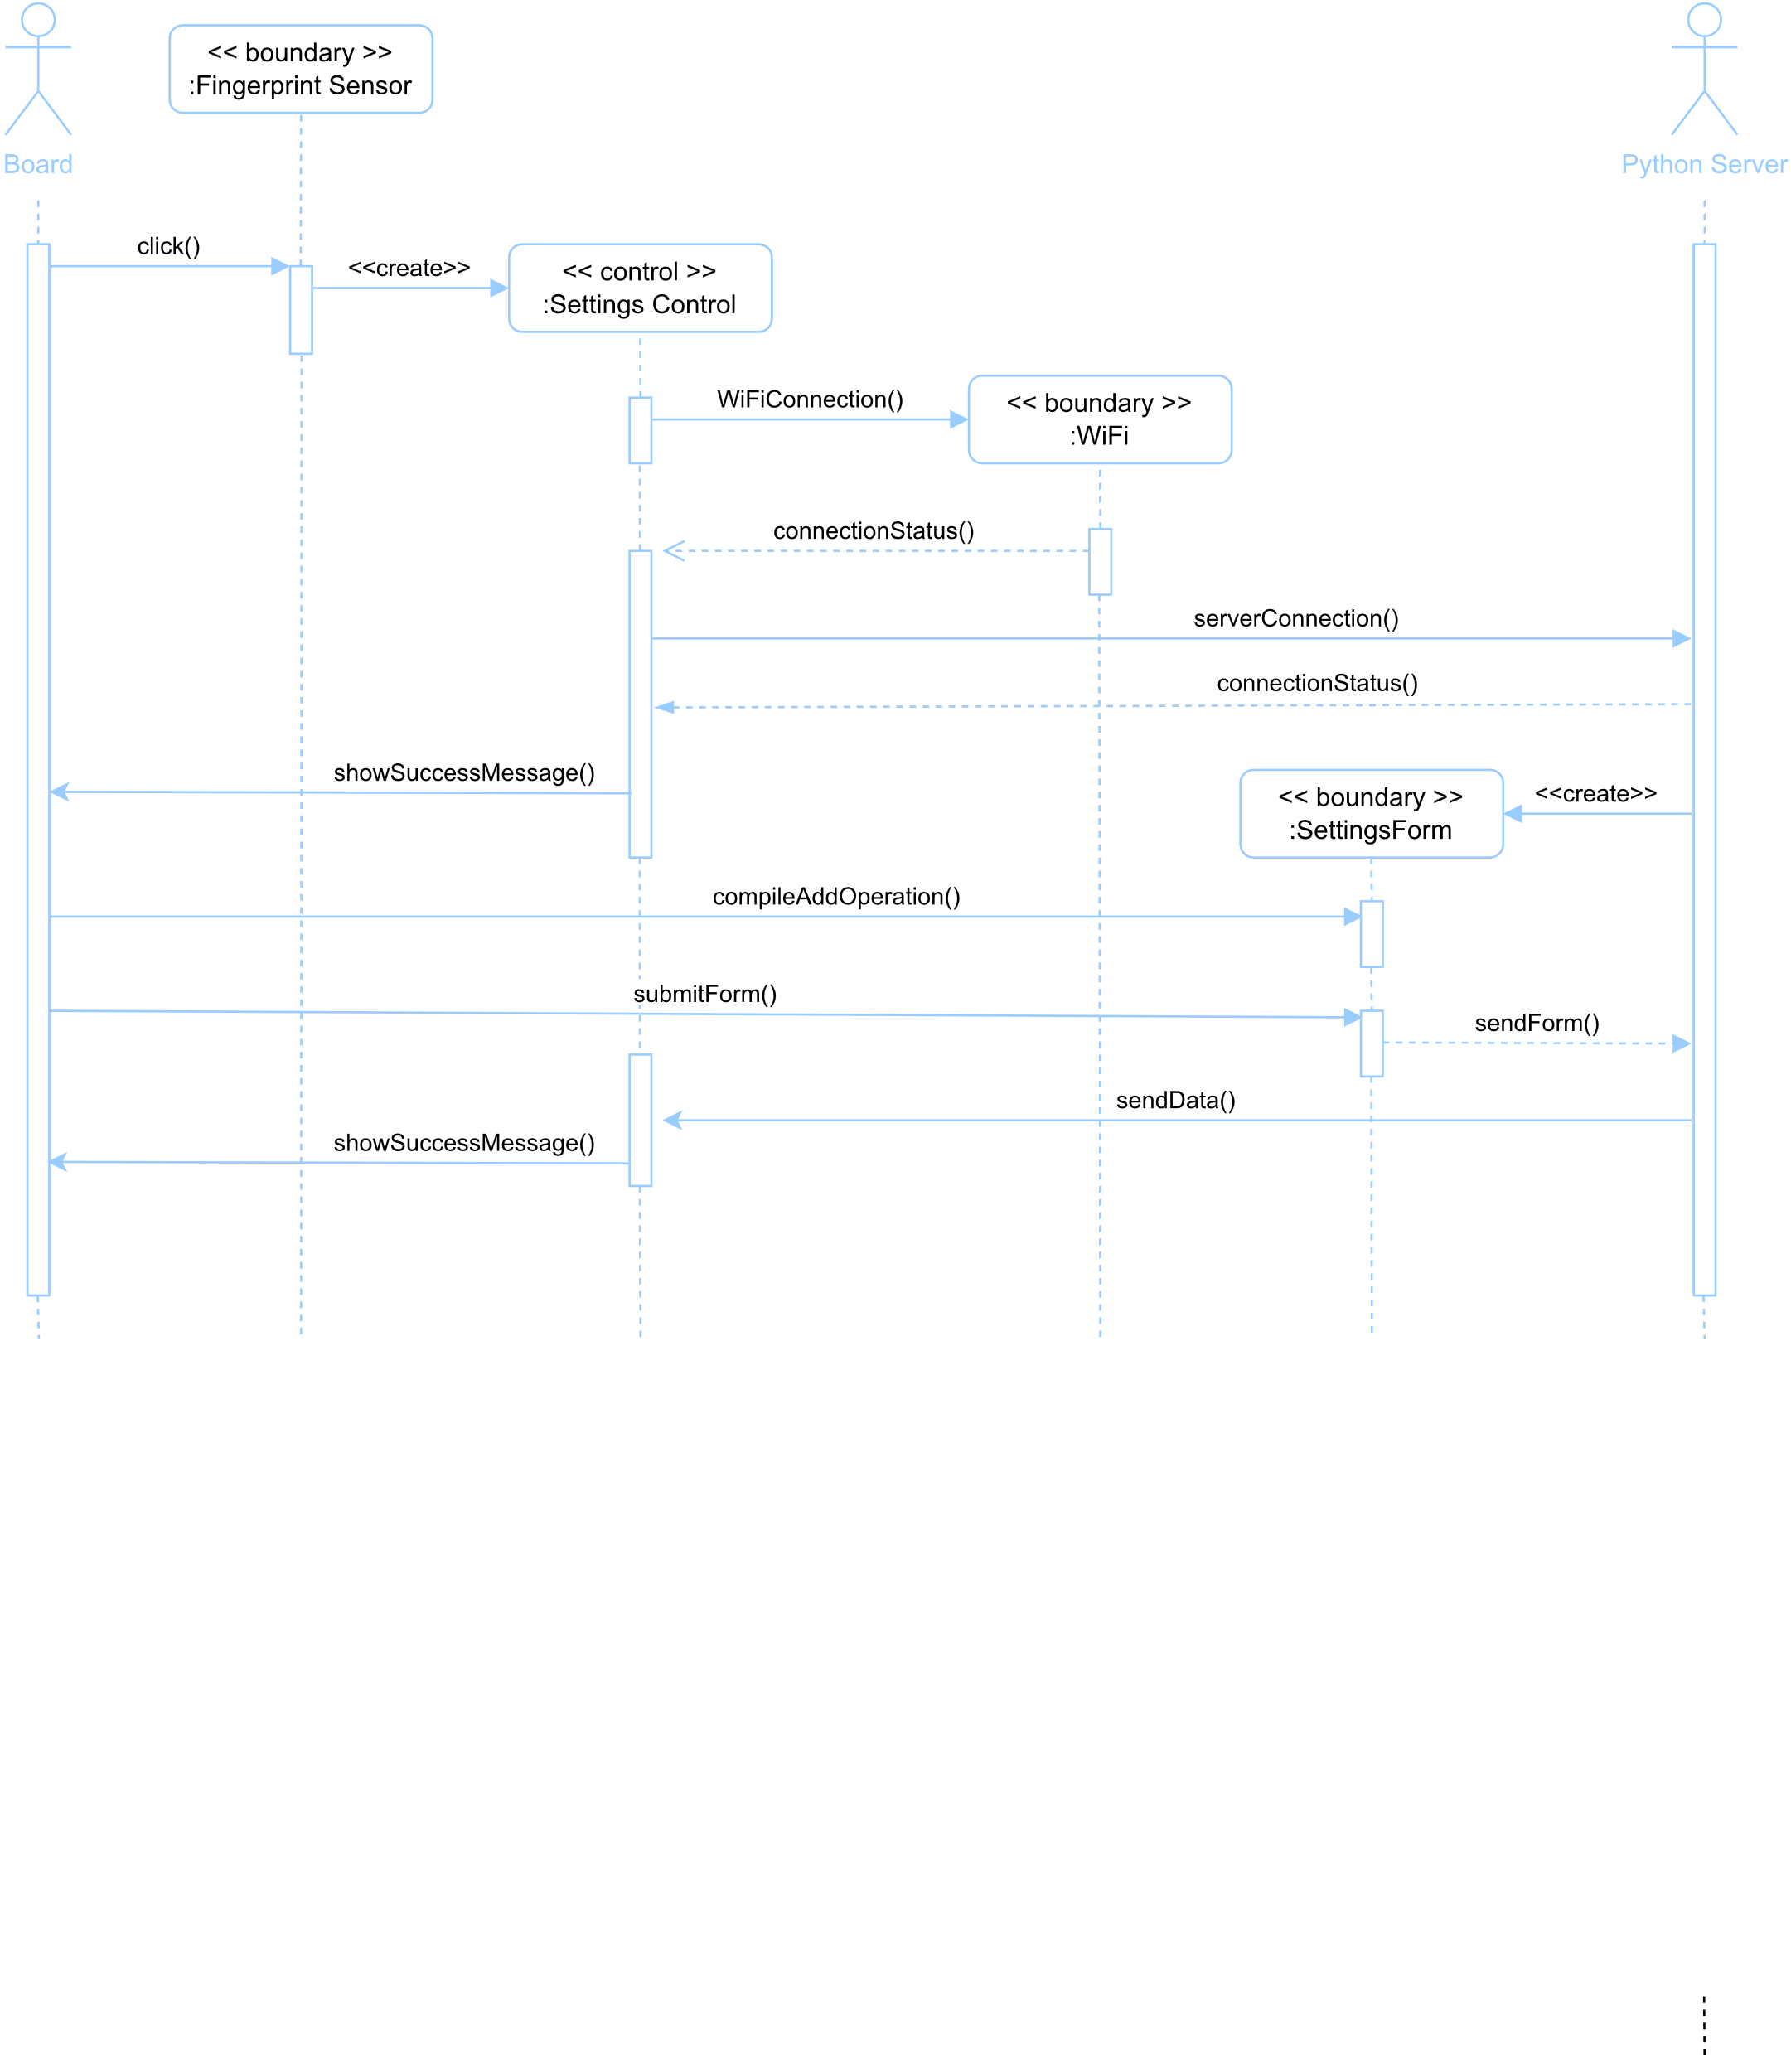 << boundary >>
:Fingerprint Sensor
Board
Python Server
click()
<<create>>
<< control >>
:Settings Control
WiFiConnection()
<< boundary >>
:WiFi
connectionStatus()
serverConnection()
connectionStatus()
showSuccessMessage()
<< boundary >>
:SettingsForm
<<create>>
compileAddOperation()
submitForm()
sendForm()
sendData()
showSuccessMessage()